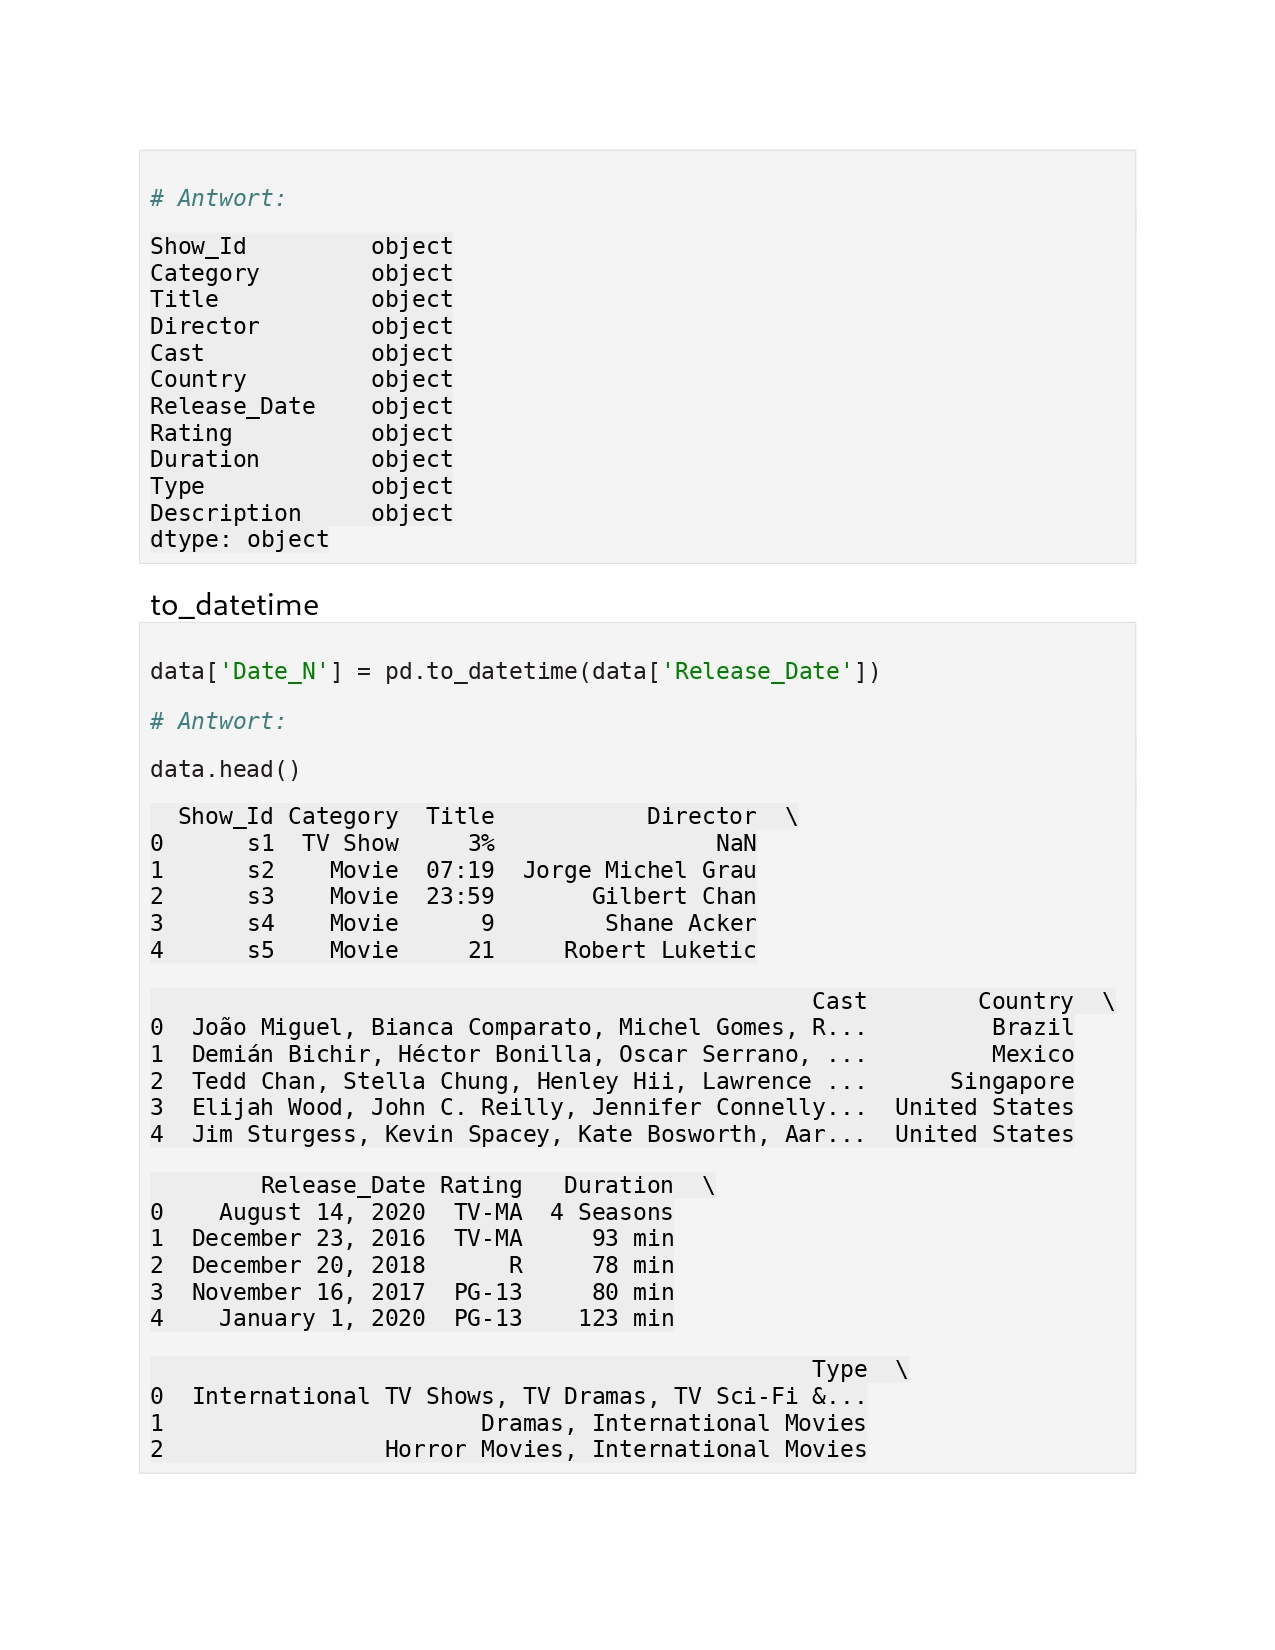 # Antwort:
Show_Id         object
Category        object
Title           object
Director        object
Cast            object
Country         object
Release_Date    object
Rating          object
Duration        object
Type            object
Description     object
dtype: object
to_datetime
data['Date_N'] = pd.to_datetime(data['Release_Date'])
# Antwort:
data.head()
  Show_Id Category  Title           Director  \
0      s1  TV Show     3%                NaN
1      s2    Movie  07:19  Jorge Michel Grau
2      s3    Movie  23:59       Gilbert Chan
3      s4    Movie      9        Shane Acker
4      s5    Movie     21     Robert Luketic
                                                Cast        Country  \
0  João Miguel, Bianca Comparato, Michel Gomes, R...         Brazil
1  Demián Bichir, Héctor Bonilla, Oscar Serrano, ...         Mexico
2  Tedd Chan, Stella Chung, Henley Hii, Lawrence ...      Singapore
3  Elijah Wood, John C. Reilly, Jennifer Connelly...  United States
4  Jim Sturgess, Kevin Spacey, Kate Bosworth, Aar...  United States
        Release_Date Rating   Duration  \
0    August 14, 2020  TV-MA  4 Seasons
1  December 23, 2016  TV-MA     93 min
2  December 20, 2018      R     78 min
3  November 16, 2017  PG-13     80 min
4    January 1, 2020  PG-13    123 min
                                                Type  \
0  International TV Shows, TV Dramas, TV Sci-Fi &...
1                       Dramas, International Movies
2                Horror Movies, International Movies